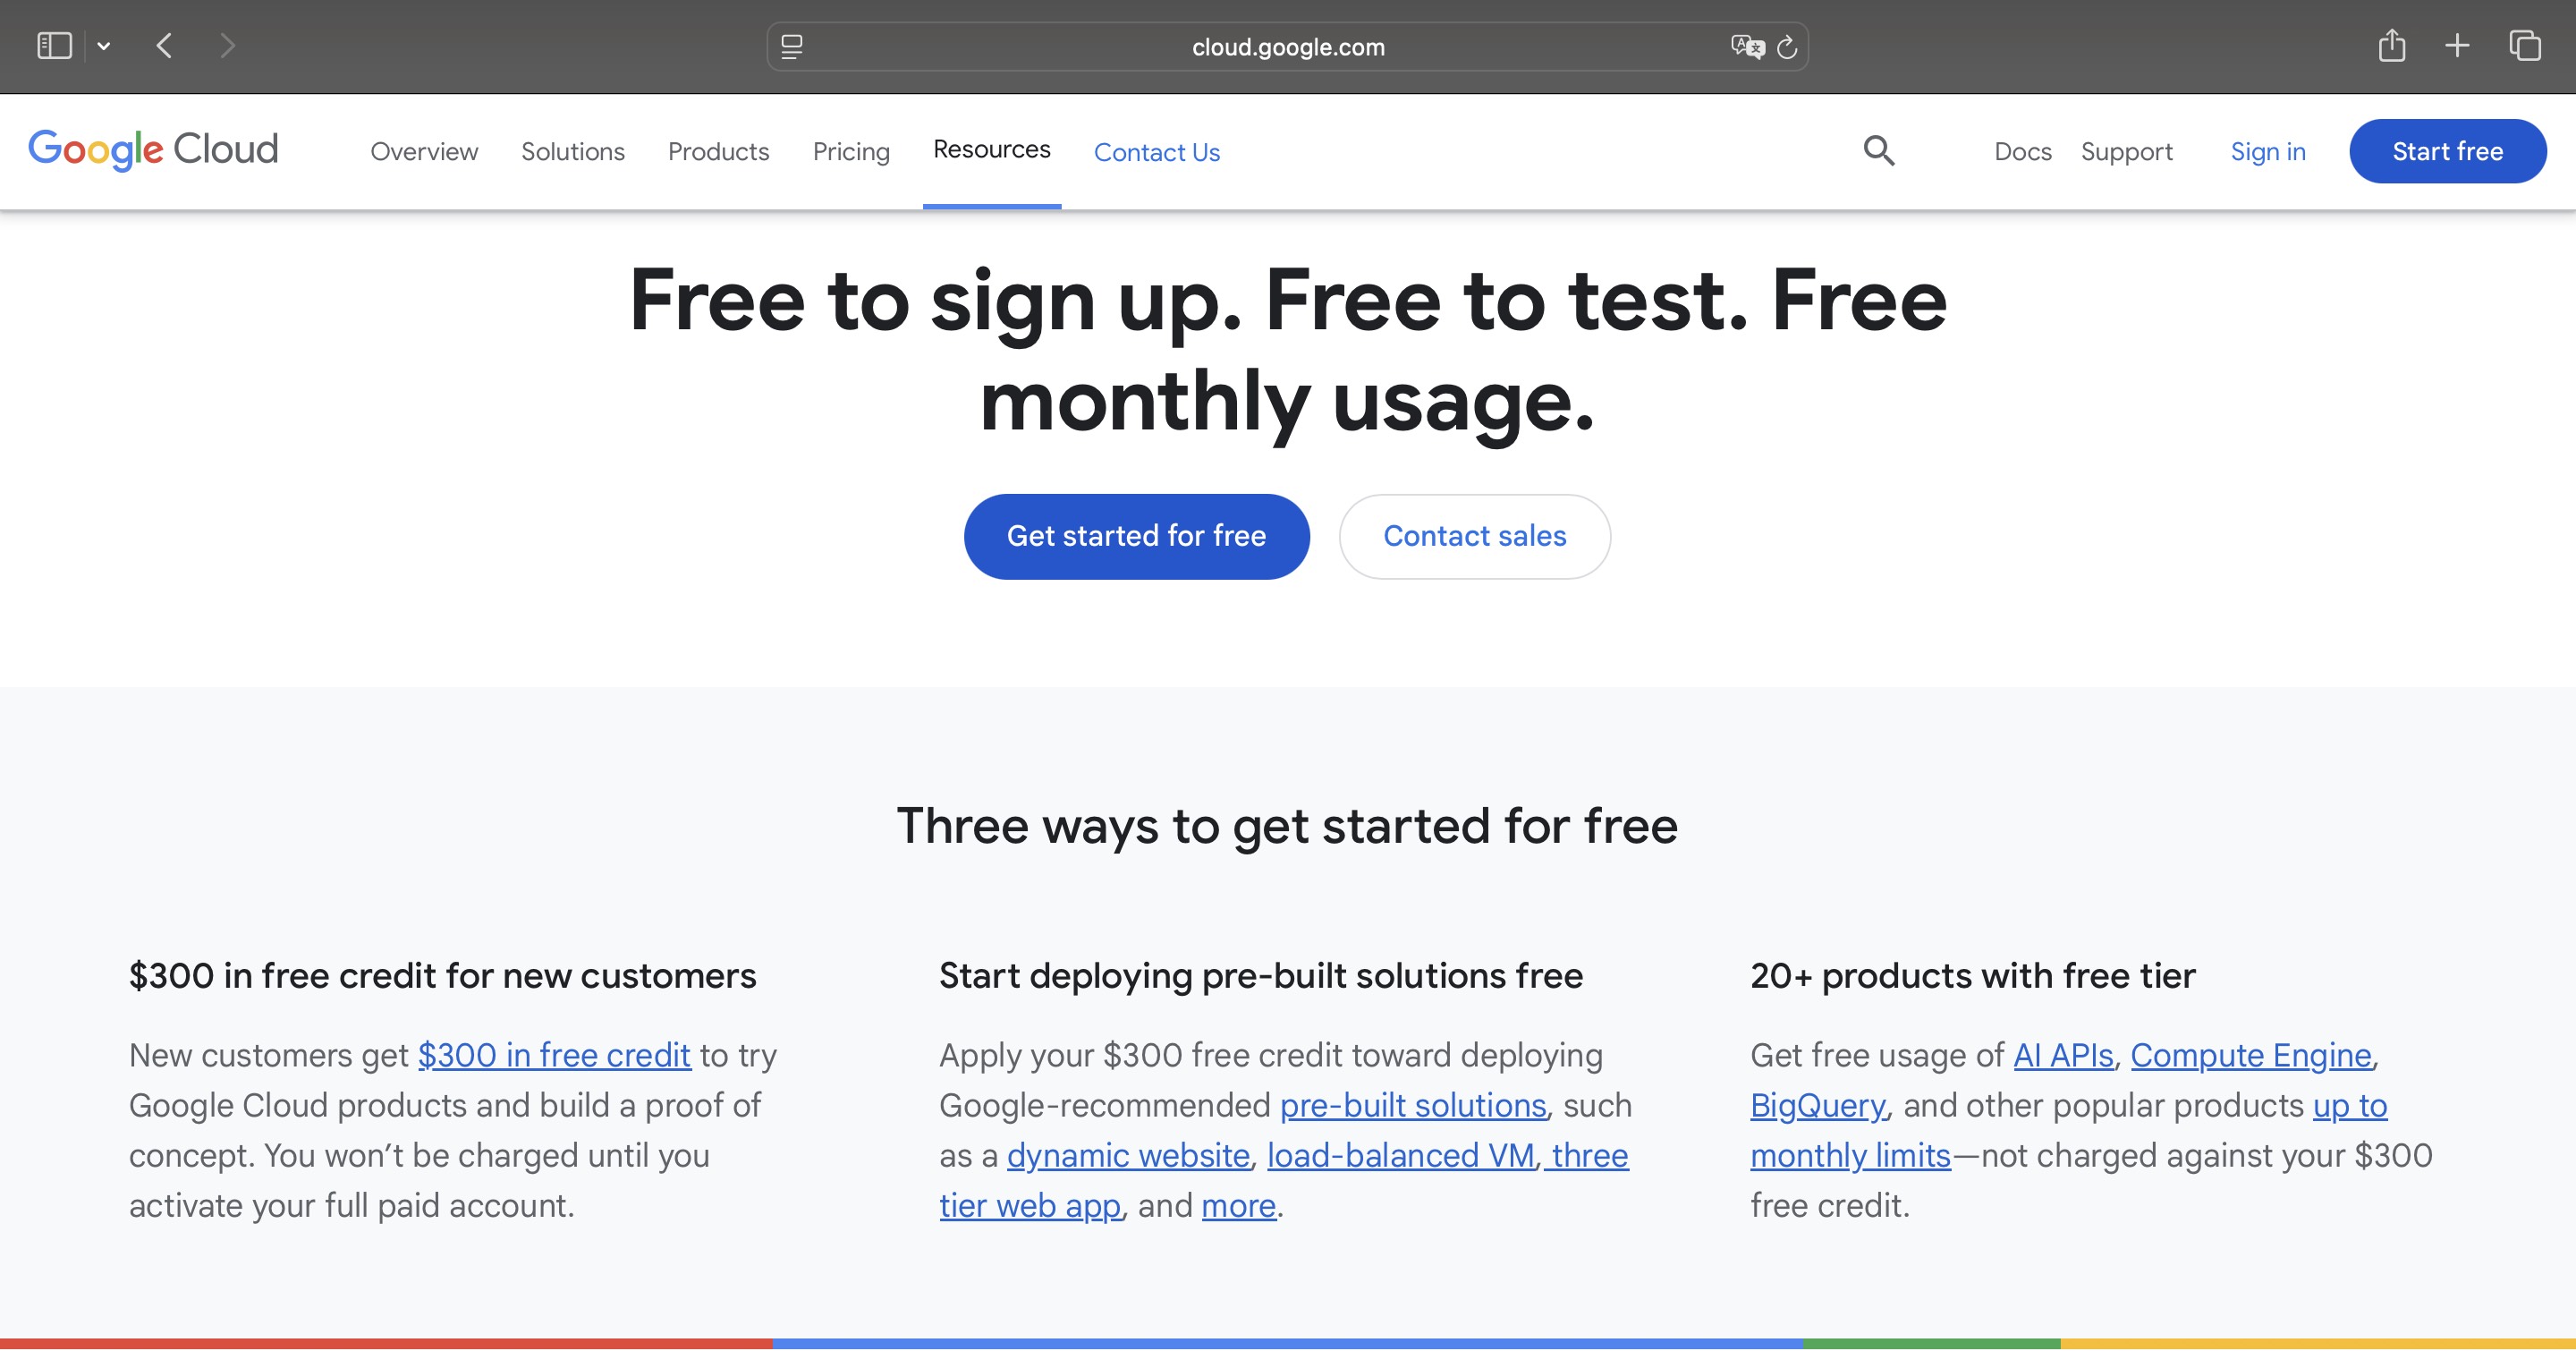 cloud.google.com
Google Cloud
Overview
Solutions
Products
Pricing
Resources
Contact Us
Docs
Support
Sign in
Start free
Free to sign up. Free to test. Free
monthly usage.
Get started for free
Contact sales
Three ways to get started for free
$300 in free credit for new customers
New customers get $300 in free credit to try
Google Cloud products and build a proof of
concept. You won’t be charged until you
activate your full paid account.
Start deploying pre-built solutions free
Apply your $300 free credit toward deploying
Google-recommended pre-built solutions, such
as a dynamic website, load-balanced VM, three
tier web app, and more.
20+ products with free tier
Get free usage of AI APIs, Compute Engine,
BigQuery, and other popular products up to
monthly limits—not charged against your $300
free credit.